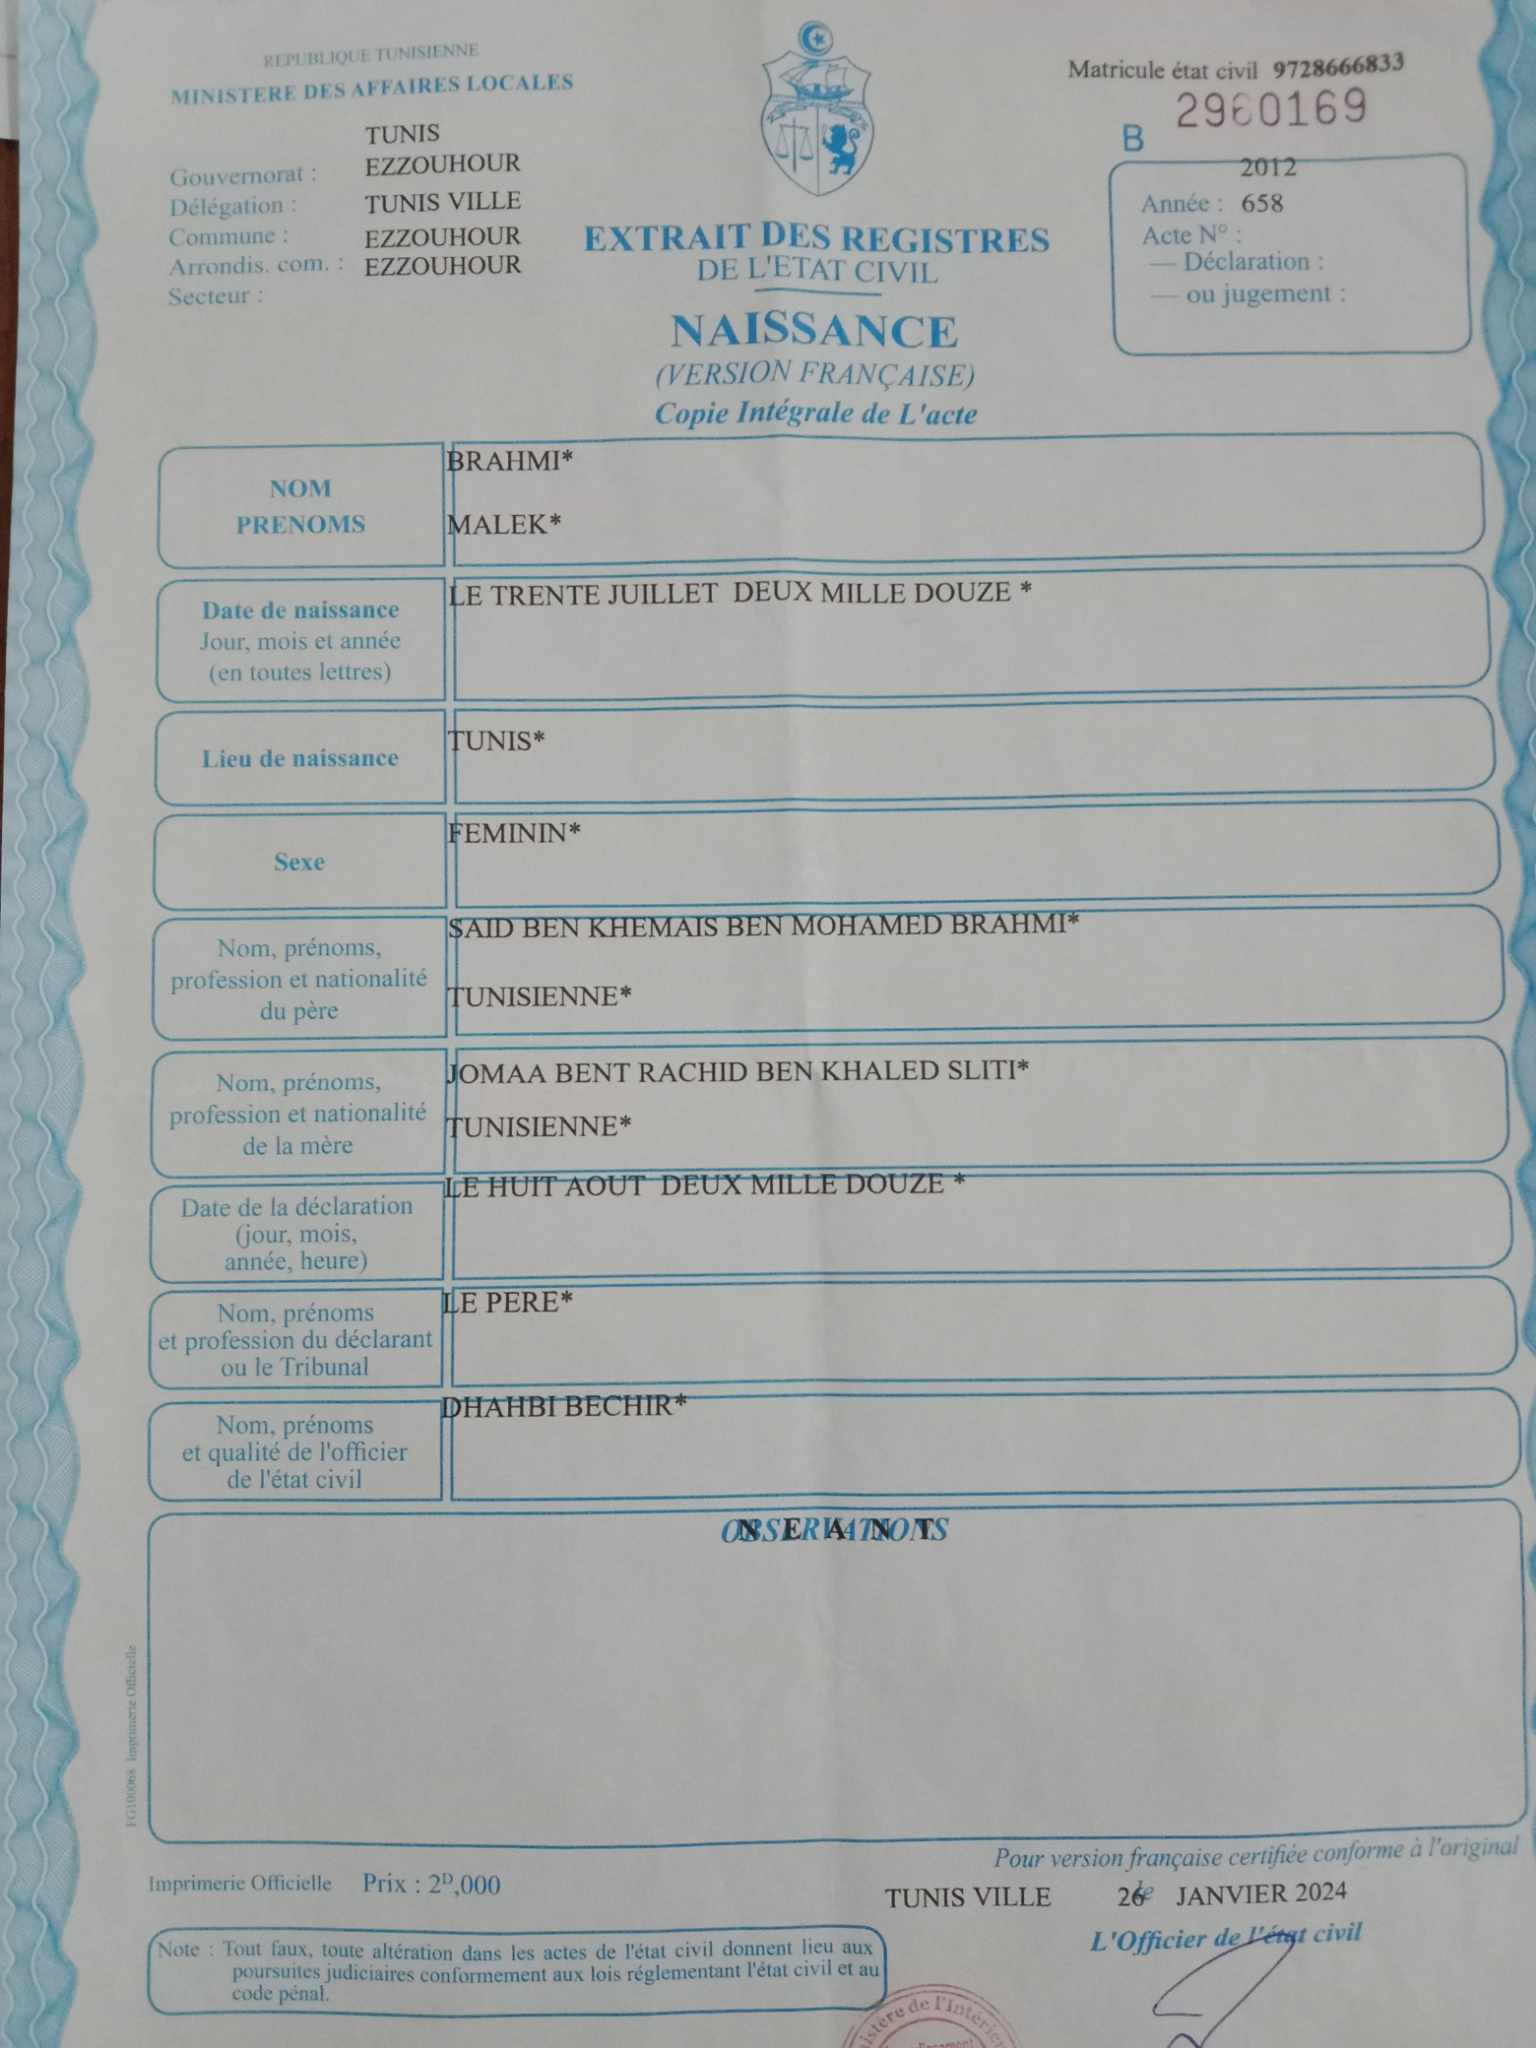 REPUBLIQUE TUNISIENNE
MINISTERE DES AFFAIRES LOCALES
TUNIS
Gouvernorat : EZZOUHOUR
Délégation : TUNIS VILLE
Commune : EZZOUHOUR
Arrondis. com. : EZZOUHOUR
Secteur :
Matricule état civil 9728666833
2960169
B
2012
Année : 658
Acte N° :
— Déclaration :
— ou jugement :
EXTRAIT DES REGISTRES
DE L'ETAT CIVIL
NAISSANCE
(VERSION FRANÇAISE)
Copie Intégrale de L'acte
NOM
PRENOMS
BRAHMI*
MALEK*
Date de naissance
Jour, mois et année
(en toutes lettres)
LE TRENTE JUILLET DEUX MILLE DOUZE *
Lieu de naissance
TUNIS*
Sexe
FEMININ*
Nom, prénoms,
profession et nationalité
du père
SAID BEN KHEMAIS BEN MOHAMED BRAHMI*
TUNISIENNE*
Nom, prénoms,
profession et nationalité
de la mère
JOMAA BENT RACHID BEN KHALED SLITI*
TUNISIENNE*
Date de la déclaration
(jour, mois,
année, heure)
LE HUIT AOUT DEUX MILLE DOUZE *
Nom, prénoms
et profession du déclarant
ou le Tribunal
LE PERE*
Nom, prénoms
et qualité de l'officier
de l'état civil
DHAHBI BECHIR*
OBSERVATIONS
N E A N T
FG100068 Imprimerie Officielle
Pour version française certifiée conforme à l'original
Imprimerie Officielle Prix : 2D,000
TUNIS VILLE 26 le JANVIER 2024
L'Officier de l'état civil
Note : Tout faux, toute altération dans les actes de l'état civil donnent lieu aux
poursuites judiciaires conformement aux lois réglementant l'état civil et au
code pénal.
de l'Intérieur